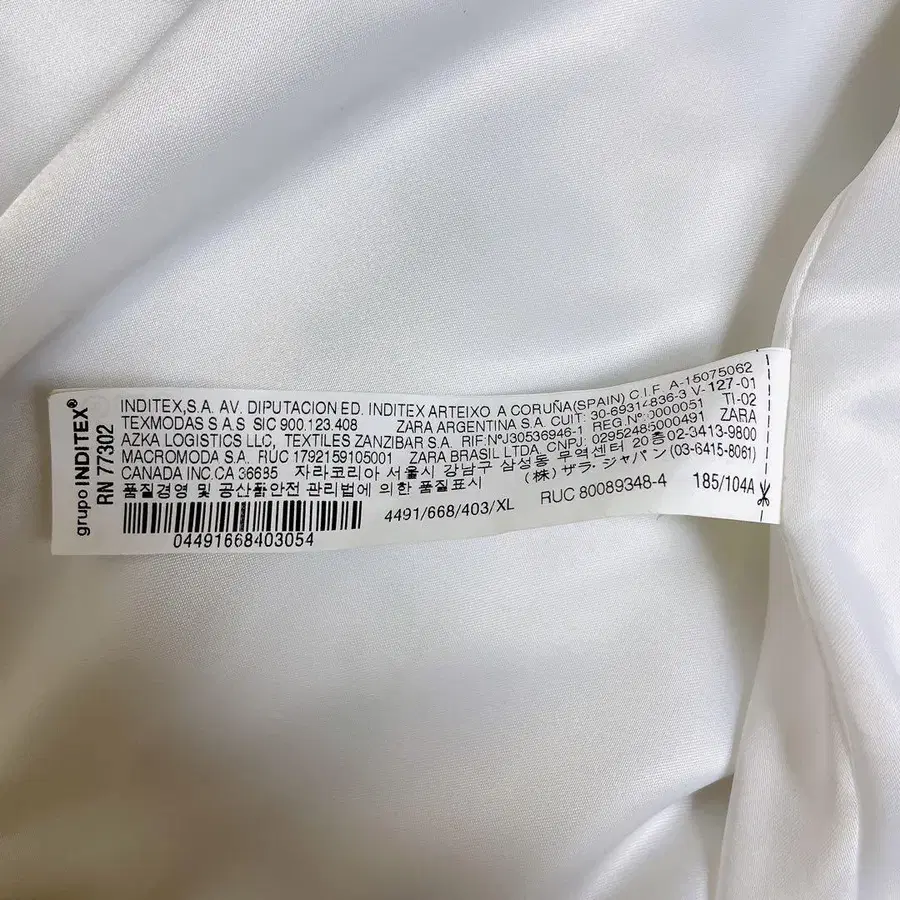 grupo INDITEX®
RN 77302
INDITEX,S.A. AV. DIPUTACION ED. INDITEX ARTEIXO A CORUÑA(SPAIN) C.I.F. A-15075062
TEXMODAS S A S SIC 900.123.408 ZARA ARGENTINA S.A. CUIT: 30-69314836-3 V-127-01
AZKA LOGISTICS LLC, TEXTILES ZANZIBAR S.A. RIF:NºJ30536946-1 REG Nº:0000051 TI-02
MACROMODA S.A. RUC 1792159105001 ZARA BRASIL LTDA. CNPJ: 02952485000491 ZARA
CANADA INC.CA 36685 자라코리아 서울시 강남구 삼성동 무역센터 20층02-3413-9800
품질경영 및 공산품안전 관리법에 의한 품질표시 (株) ザラ・ジャパン (03-6415-8061)
4491/668/403/XL RUC 80089348-4 185/104A
04491668403054